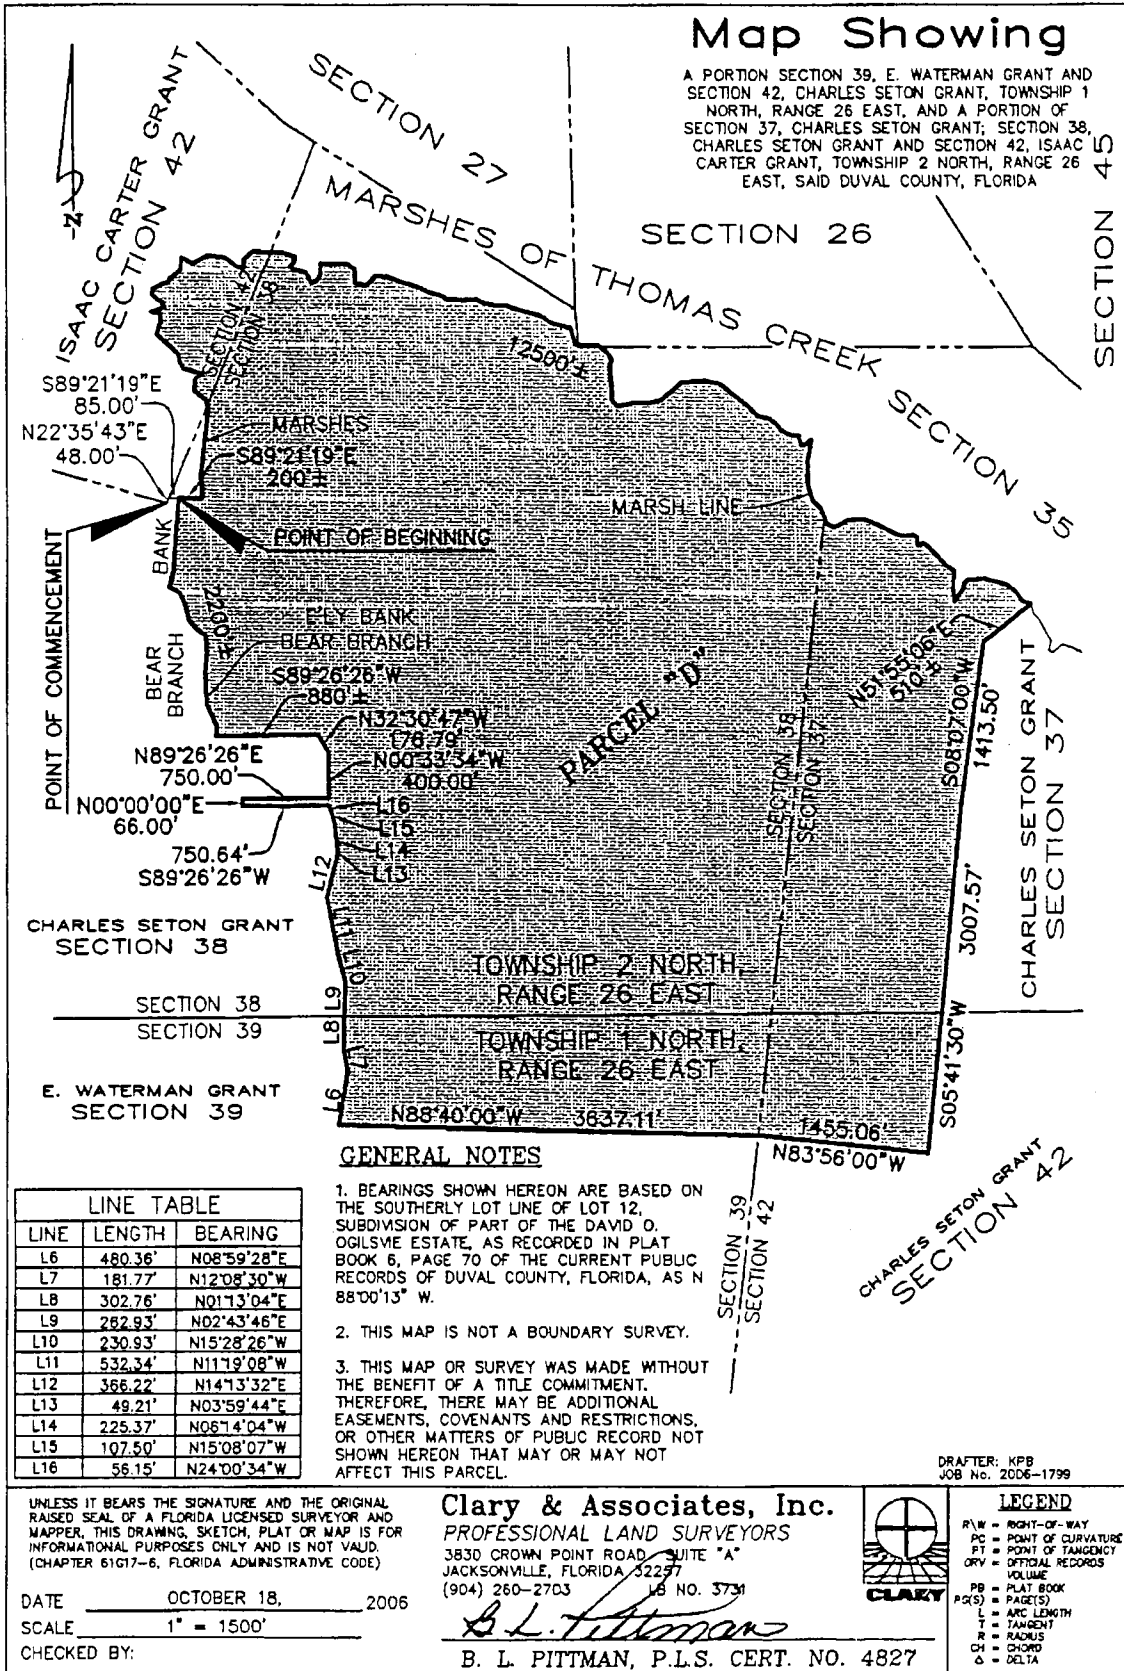 Map Showing
A PORTION SECTION 39, E. WATERMAN GRANT AND
SECTION 42, CHARLES SETON GRANT, TOWNSHIP 1
NORTH, RANGE 26 EAST, AND A PORTION OF
SECTION 37, CHARLES SETON GRANT; SECTION 38,
CHARLES SETON GRANT AND SECTION 42, ISAAC
CARTER GRANT, TOWNSHIP 2 NORTH, RANGE 26
EAST, SAID DUVAL COUNTY, FLORIDA
N
ISAAC CARTER GRANT
SECTION 42
SECTION 27
SECTION 26
SECTION 45
MARSHES OF THOMAS CREEK
SECTION 35
SECTION 42
SECTION 38
12500'±
S89°21'19"E
85.00'
N22°35'43"E
48.00'
MARSHES
S89°21'19"E
200'±
MARSH LINE
POINT OF BEGINNING
POINT OF COMMENCEMENT
BANK
2200'±
E'LY BANK
BEAR BRANCH
BEAR
BRANCH
S89°26'26"W
880'±
N32°30'47"W
178.79'
N00°33'34"W
400.00'
N89°26'26"E
750.00'
N00°00'00"E
66.00'
750.64'
S89°26'26"W
L16
L15
L14
L13
L12
L11
L10
L9
L8
L7
L6
PARCEL "D"
SECTION 38
SECTION 37
N51°55'06"E
510'±
S08°07'00"W
1413.50'
CHARLES SETON GRANT
SECTION 37
3007.57'
S05°41'30"W
CHARLES SETON GRANT
SECTION 38
TOWNSHIP 2 NORTH,
RANGE 26 EAST
SECTION 38
SECTION 39
TOWNSHIP 1 NORTH,
RANGE 26 EAST
E. WATERMAN GRANT
SECTION 39
N88°40'00"W 3637.11'
1455.06'
N83°56'00"W
SECTION 39
SECTION 42
CHARLES SETON GRANT
SECTION 42
GENERAL NOTES
1. BEARINGS SHOWN HEREON ARE BASED ON
THE SOUTHERLY LOT LINE OF LOT 12,
SUBDIVISION OF PART OF THE DAVID O.
OGILSVIE ESTATE, AS RECORDED IN PLAT
BOOK 6, PAGE 70 OF THE CURRENT PUBLIC
RECORDS OF DUVAL COUNTY, FLORIDA, AS N
88°00'13" W.
2. THIS MAP IS NOT A BOUNDARY SURVEY.
3. THIS MAP OR SURVEY WAS MADE WITHOUT
THE BENEFIT OF A TITLE COMMITMENT.
THEREFORE, THERE MAY BE ADDITIONAL
EASEMENTS, COVENANTS AND RESTRICTIONS,
OR OTHER MATTERS OF PUBLIC RECORD NOT
SHOWN HEREON THAT MAY OR MAY NOT
AFFECT THIS PARCEL.
LINE TABLE
LINE LENGTH BEARING
L6 480.36' N08°59'28"E
L7 181.77' N12°08'30"W
L8 302.76' N01°13'04"E
L9 262.93' N02°43'46"E
L10 230.93' N15°28'26"W
L11 532.34' N11°19'08"W
L12 366.22' N14°13'32"E
L13 49.21' N03°59'44"E
L14 225.37' N06°14'04"W
L15 107.50' N15°08'07"W
L16 56.15' N24°00'34"W
DRAFTER: KPB
JOB No. 2006-1799
UNLESS IT BEARS THE SIGNATURE AND THE ORIGINAL
RAISED SEAL OF A FLORIDA LICENSED SURVEYOR AND
MAPPER, THIS DRAWING, SKETCH, PLAT OR MAP IS FOR
INFORMATIONAL PURPOSES ONLY AND IS NOT VALID.
(CHAPTER 61G17-6, FLORIDA ADMINISTRATIVE CODE)
DATE OCTOBER 18, 2006
SCALE 1" = 1500'
CHECKED BY:
Clary & Associates, Inc.
PROFESSIONAL LAND SURVEYORS
3830 CROWN POINT ROAD, SUITE "A"
JACKSONVILLE, FLORIDA 32257
(904) 260-2703 LB NO. 3731
B. L. Pittman
B. L. PITTMAN, P.L.S. CERT. NO. 4827
CLARY
LEGEND
R\W = RIGHT-OF-WAY
PC = POINT OF CURVATURE
PT = POINT OF TANGENCY
ORV = OFFICIAL RECORDS
VOLUME
PB = PLAT BOOK
PG(S) = PAGE(S)
L = ARC LENGTH
T = TANGENT
R = RADIUS
CH = CHORD
Δ = DELTA